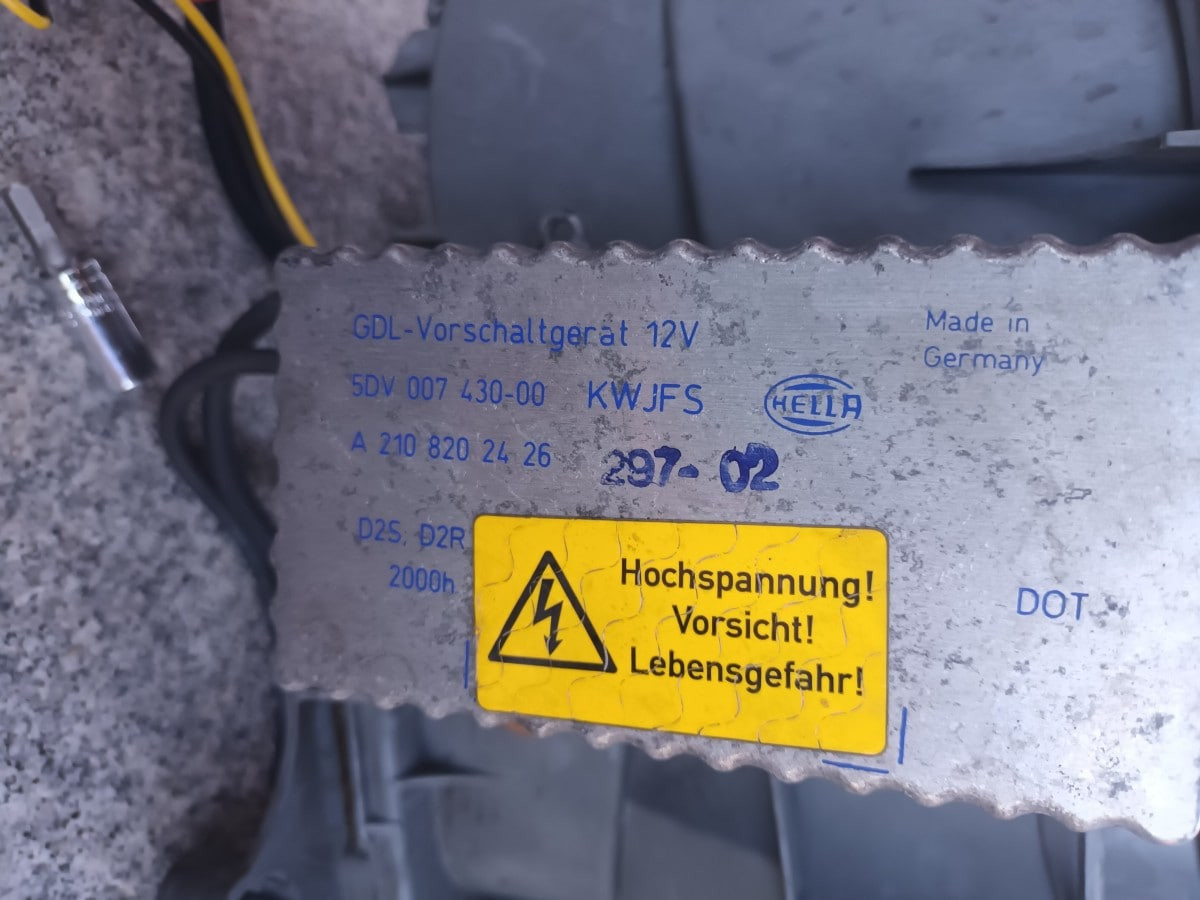 GDL-Vorschaltgerät 12V
5DV 007 430-00 KWJFS HELLA
A 210 820 24 26 297-02
D2S, D2R
2000h
Made in
Germany
Hochspannung!
Vorsicht!
Lebensgefahr!
DOT